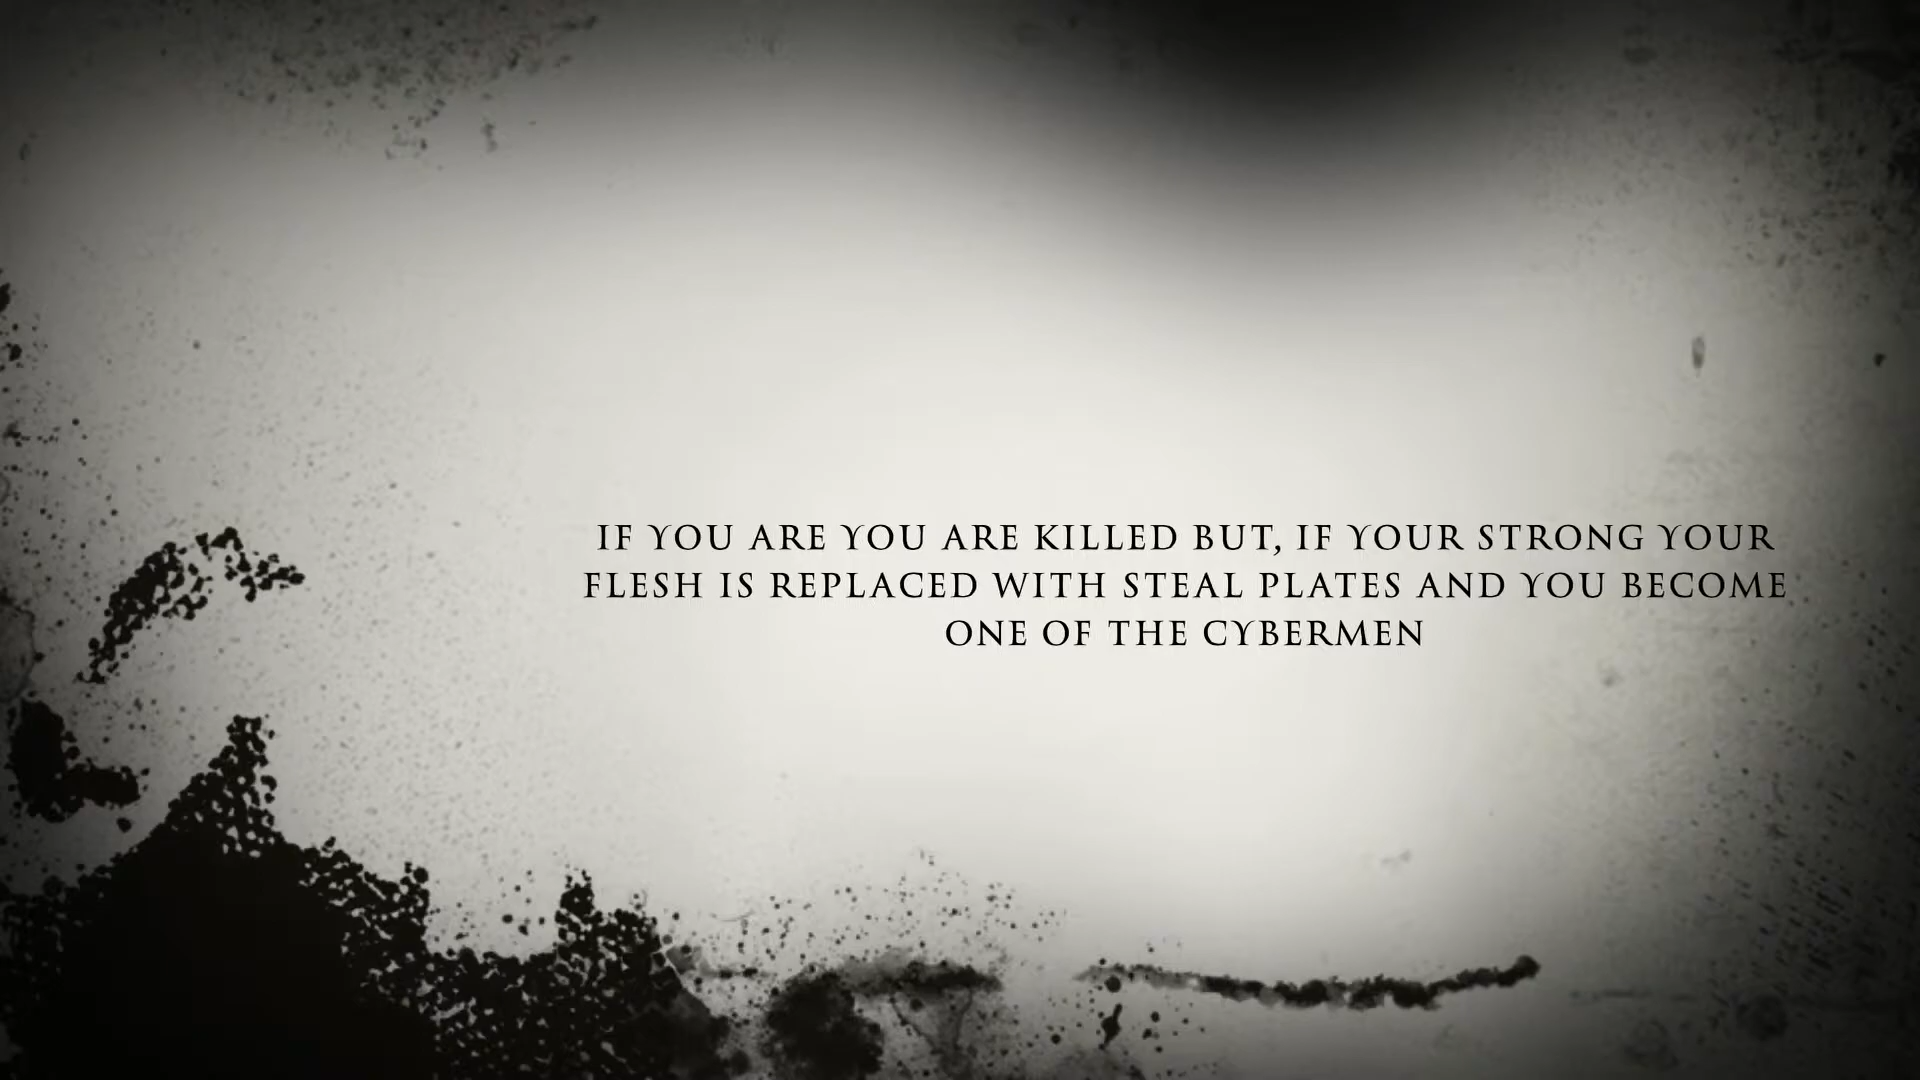 IF YOU ARE YOU ARE KILLED BUT, IF YOUR STRONG YOUR
FLESH IS REPLACED WITH STEAL PLATES AND YOU BECOME
ONE OF THE CYBERMEN